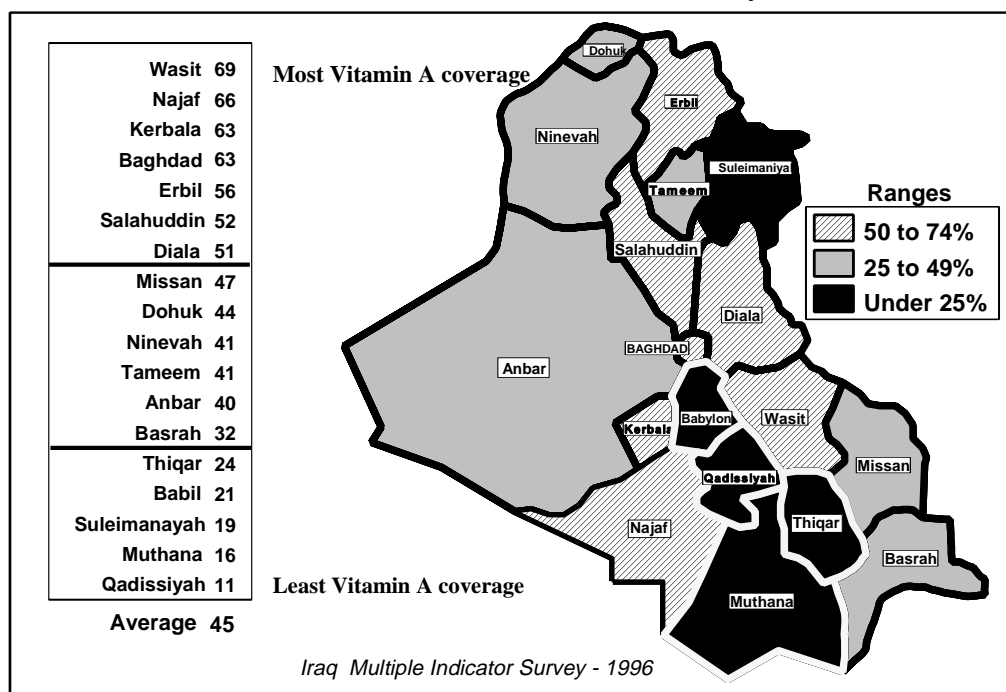 Wasit 69
Najaf 66
Kerbala 63
Baghdad 63
Erbil 56
Salahuddin 52
Diala 51
Missan 47
Dohuk 44
Ninevah 41
Tameem 41
Anbar 40
Basrah 32
Thiqar 24
Babil 21
Suleimanayah 19
Muthana 16
Qadissiyah 11
Average 45
Most Vitamin A coverage
Least Vitamin A coverage
Dohuk
Erbil
Ninevah
Suleimaniya
Tameem
Salahuddin
Diala
BAGHDAD
Anbar
Babylon
Wasit
Kerbala
Missan
Qadissiyah
Najaf
Thiqar
Basrah
Muthana
Ranges
50 to 74%
25 to 49%
Under 25%
Iraq Multiple Indicator Survey - 1996